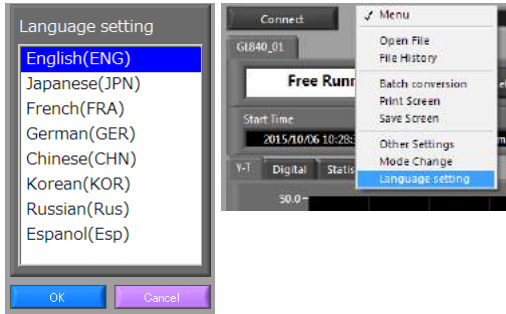 Language setting
English(ENG)
Japanese(JPN)
French(FRA)
German(GER)
Chinese(CHN)
Korean(KOR)
Russian(Rus)
Espanol(Esp)
OK
Cancel
Connect
✓ Menu
Open File
File History
Batch conversion
Print Screen
Save Screen
Other Settings
Mode Change
Language setting
GL840_01
Free Runn
Start Time
2015/10/06 10:28:
Y-T
Digital
Statis
50.0